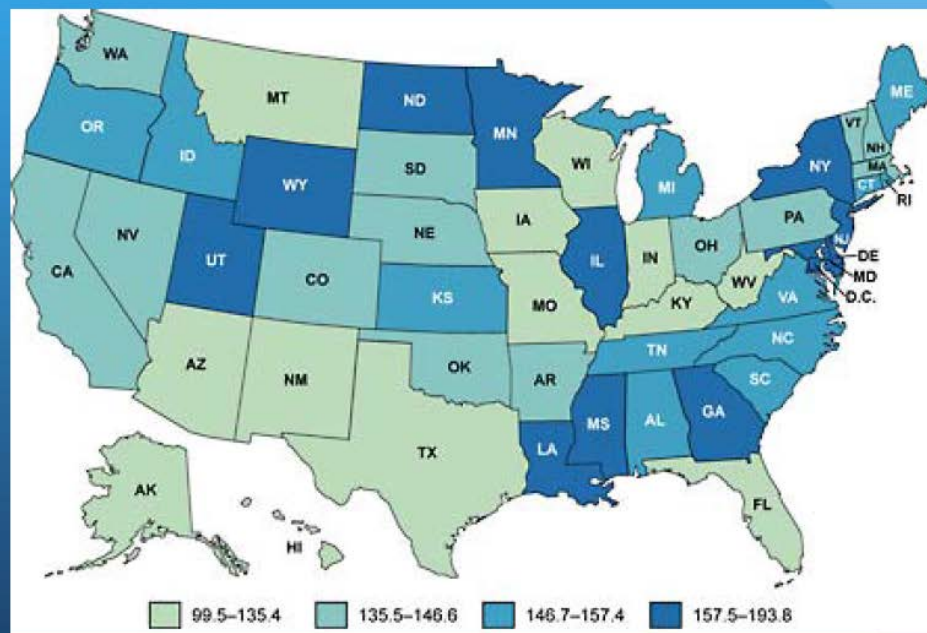 WA
MT
ND
MN
ME
VT
NH
OR
ID
WY
SD
WI
MI
NY
MA
CT
RI
NV
UT
NE
IA
PA
NJ
CA
CO
KS
MO
IL
IN
OH
DE
MD
D.C.
WV
VA
KY
AZ
NM
OK
AR
TN
NC
SC
MS
AL
GA
TX
LA
FL
AK
HI
99.5–135.4 135.5–146.6 146.7–157.4 157.5–193.8